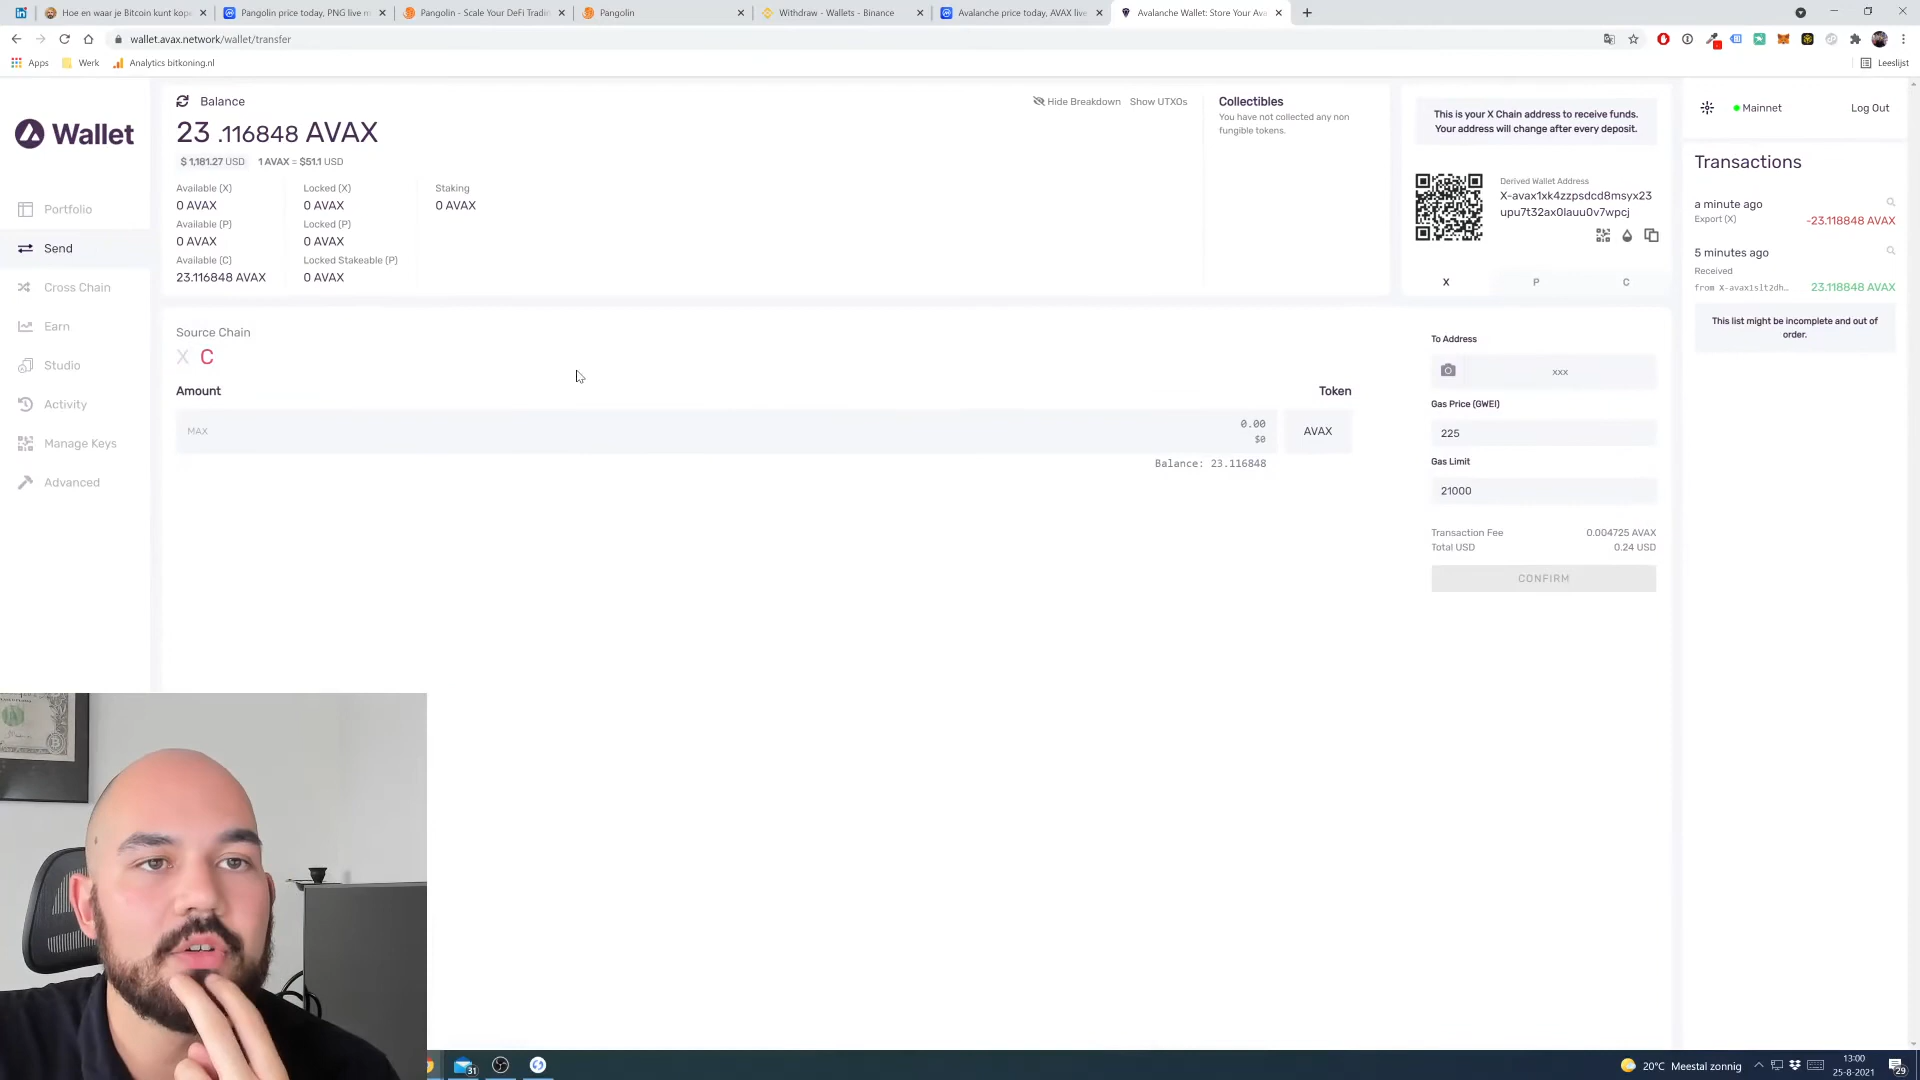 Hoe en waar je Bitcoin kunt kope
Pangolin price today, PNG live m
Pangolin - Scale Your DeFi Tradi
Pangolin
Withdraw - Wallets - Binance
Avalanche price today, AVAX live
Avalanche Wallet: Store Your Ava
wallet.avax.network/wallet/transfer
Apps
Werk
Analytics bitkoning.nl
Leeslijst
Wallet
Portfolio
Send
Cross Chain
Earn
Studio
Activity
Manage Keys
Advanced
Balance
Hide Breakdown
Show UTXOs
23 .116848 AVAX
$ 1,181.27 USD
1 AVAX = $51.1 USD
Available (X)
0 AVAX
Available (P)
0 AVAX
Available (C)
23.116848 AVAX
Locked (X)
0 AVAX
Locked (P)
0 AVAX
Locked Stakeable (P)
0 AVAX
Staking
0 AVAX
Collectibles
You have not collected any non
fungible tokens.
This is your X Chain address to receive funds.
Your address will change after every deposit.
Derived Wallet Address
X-avax1xk4zzpsdcd8msyx23
upu7t32ax0lauu0v7wpcj
X
P
C
Mainnet
Log Out
Transactions
a minute ago
Export (X)
-23.118848 AVAX
5 minutes ago
Received
from X-avax1slt2dh…
23.118848 AVAX
This list might be incomplete and out of
order.
Source Chain
X C
Amount
Token
MAX
0.00
$0
AVAX
Balance: 23.116848
To Address
xxx
Gas Price (GWEI)
225
Gas Limit
21000
Transaction Fee
0.004725 AVAX
Total USD
0.24 USD
CONFIRM
31
20°C Meestal zonnig
13:00
25-8-2021
29